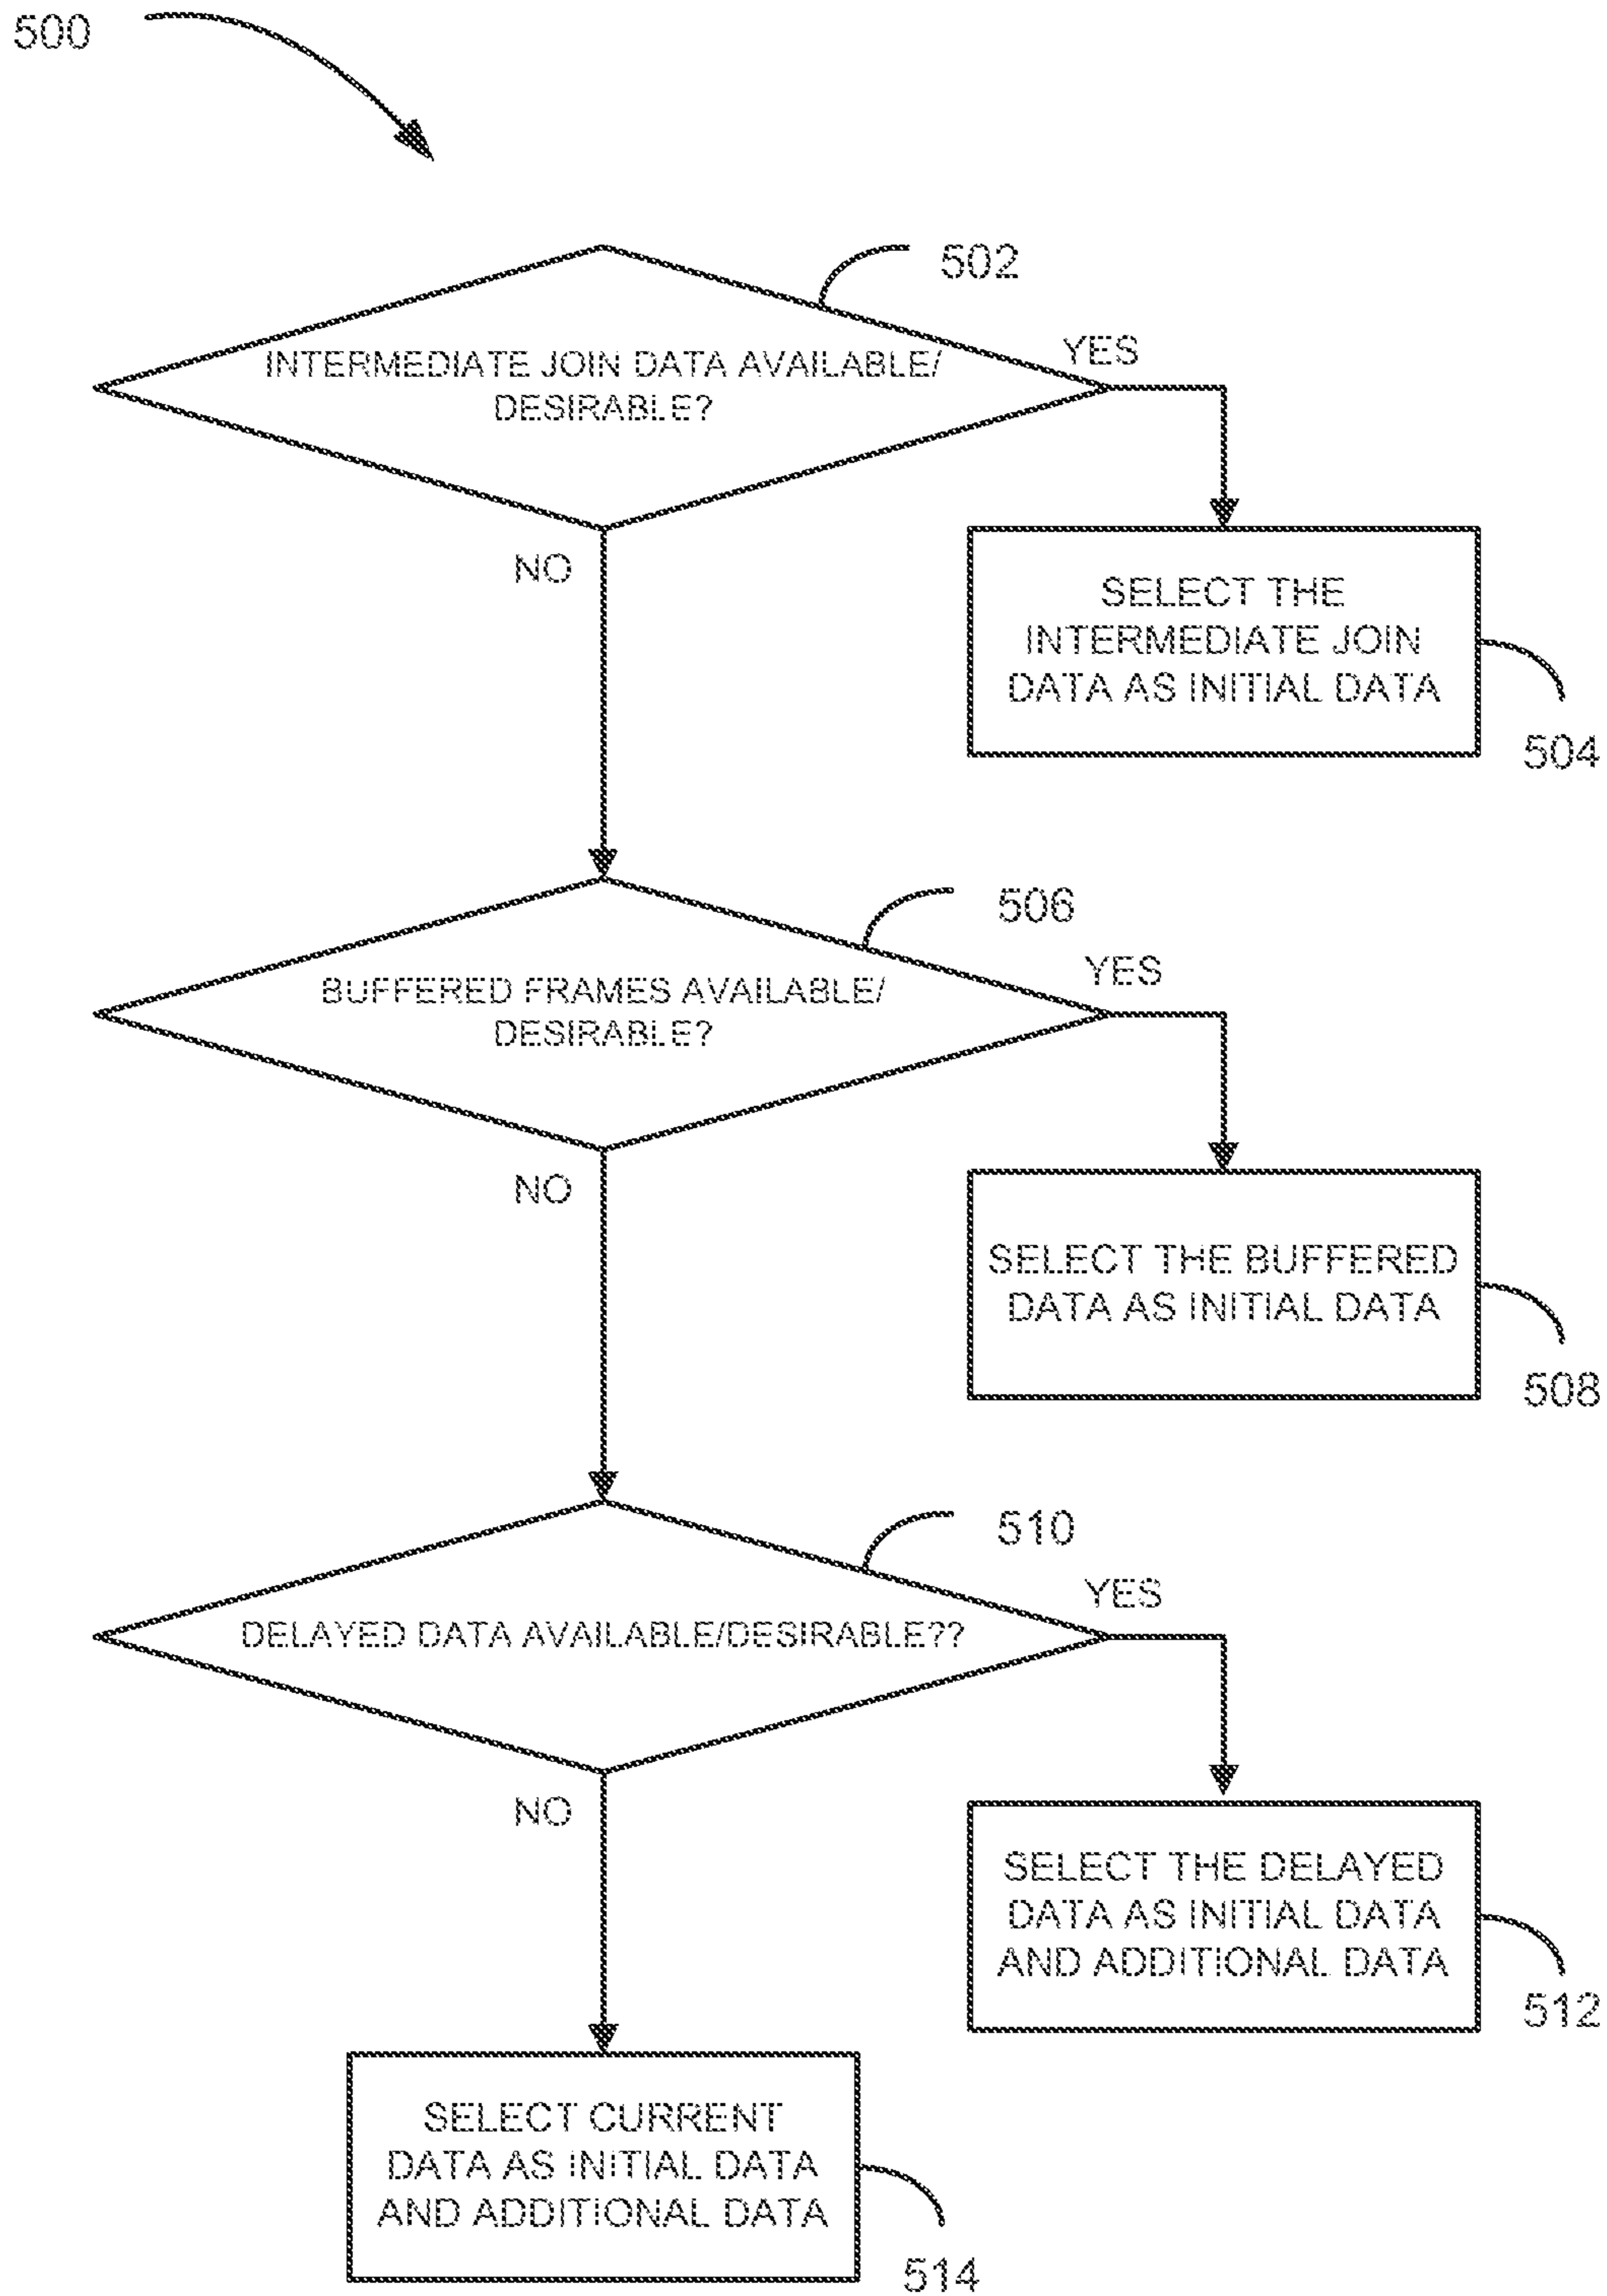 500
502
INTERMEDIATE JOIN DATA AVAILABLE/
DESIRABLE?
YES
NO
SELECT THE
INTERMEDIATE JOIN
DATA AS INITIAL DATA
504
506
BUFFERED FRAMES AVAILABLE/
DESIRABLE?
YES
NO
SELECT THE BUFFERED
DATA AS INITIAL DATA
508
510
DELAYED DATA AVAILABLE/DESIRABLE??
YES
NO
SELECT THE DELAYED
DATA AS INITIAL DATA
AND ADDITIONAL DATA
512
SELECT CURRENT
DATA AS INITIAL DATA
AND ADDITIONAL DATA
514